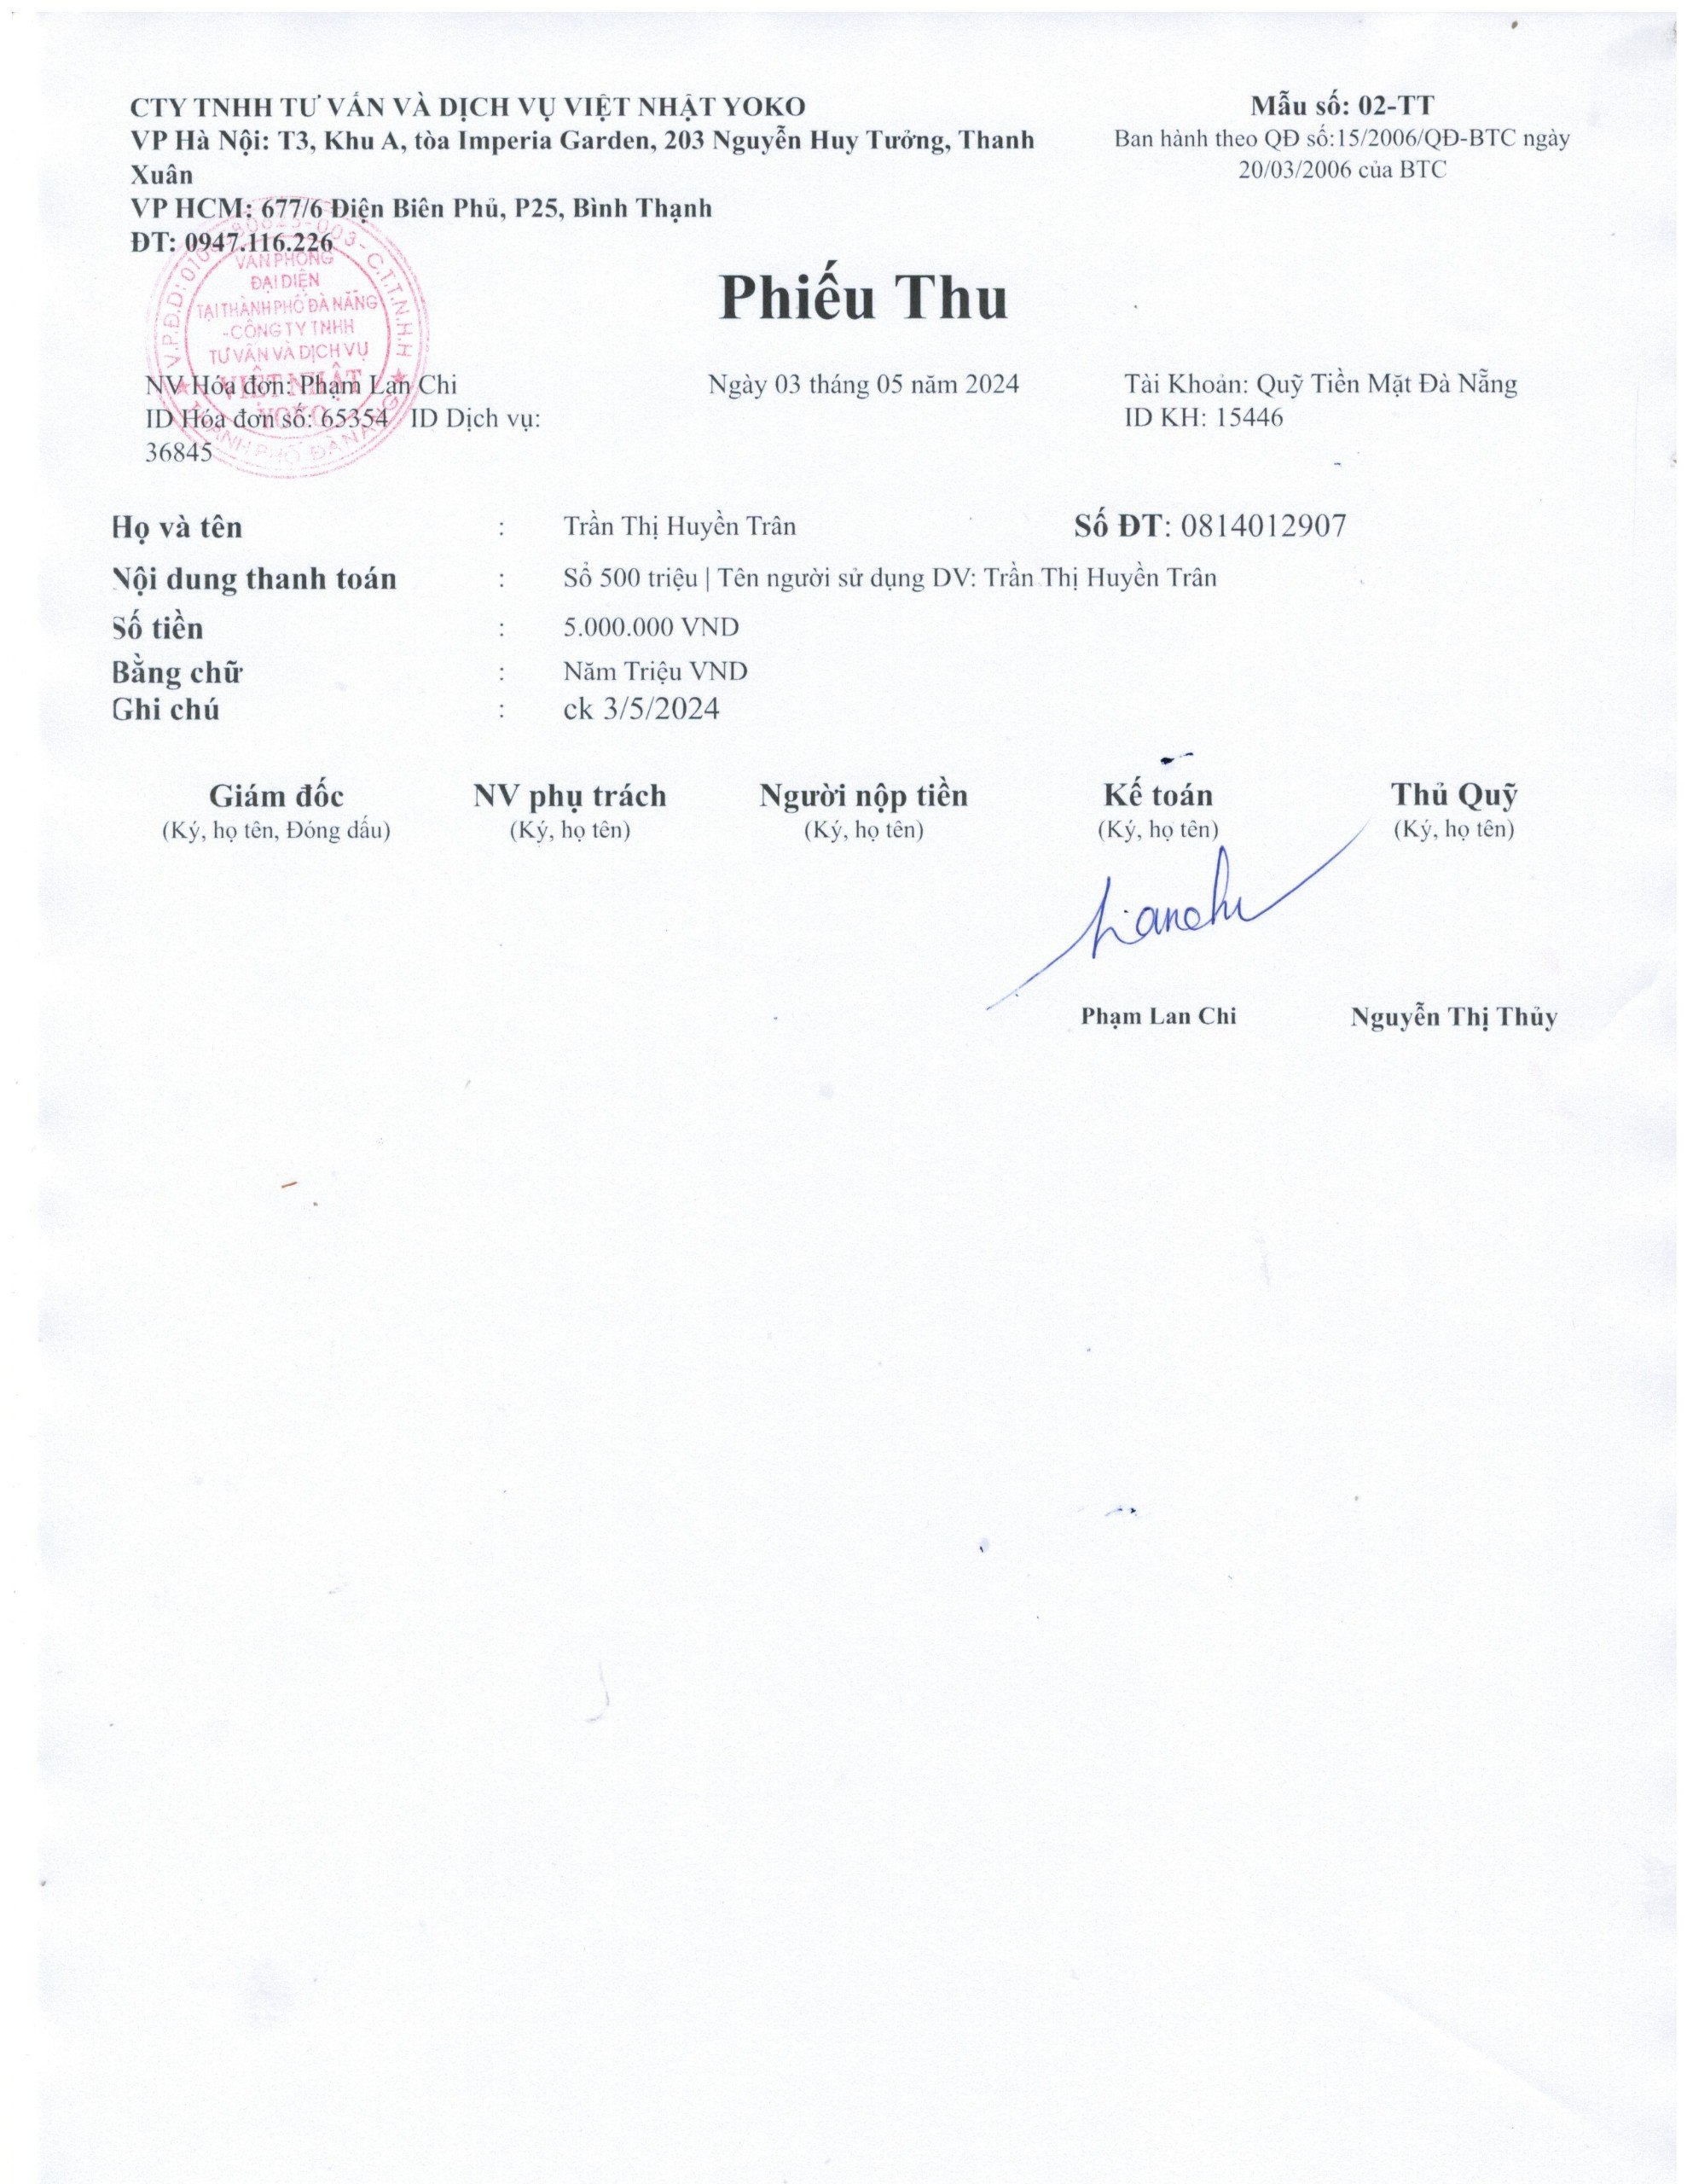 CTY TNHH TƯ VẤN VÀ DỊCH VỤ VIỆT NHẬT YOKO
VP Hà Nội: T3, Khu A, tòa Imperia Garden, 203 Nguyễn Huy Tưởng, Thanh
Xuân
VP HCM: 677/6 Điện Biên Phủ, P25, Bình Thạnh
ĐT: 0947.116.226
Mẫu số: 02-TT
Ban hành theo QĐ số:15/2006/QĐ-BTC ngày
20/03/2006 của BTC
VĂN PHÒNG
ĐẠI DIỆN
TẠI THÀNH PHỐ ĐÀ NẴNG
-CÔNG TY TNHH
TƯ VẤN VÀ DỊCH VỤ
VIỆT NHẬT
YOKO
THÀNH PHỐ ĐÀ NẴNG
Phiếu Thu
NV Hóa đơn: Phạm Lan Chi
ID Hóa đơn số: 65354 ID Dịch vụ:
36845
Ngày 03 tháng 05 năm 2024
Tài Khoản: Quỹ Tiền Mặt Đà Nẵng
ID KH: 15446
Họ và tên : Trần Thị Huyền Trân Số ĐT: 0814012907
Nội dung thanh toán : Sổ 500 triệu | Tên người sử dụng DV: Trần Thị Huyền Trân
Số tiền : 5.000.000 VND
Bằng chữ : Năm Triệu VND
Ghi chú : ck 3/5/2024
Giám đốc NV phụ trách Người nộp tiền Kế toán Thủ Quỹ
(Ký, họ tên, Đóng dấu) (Ký, họ tên) (Ký, họ tên) (Ký, họ tên) (Ký, họ tên)
Phạm Lan Chi Nguyễn Thị Thủy